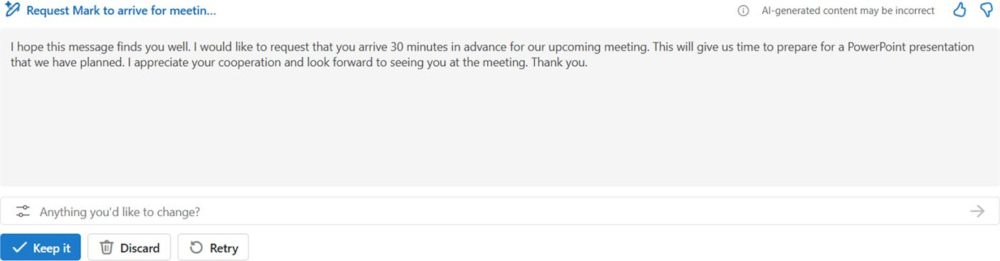 Request Mark to arrive for meetin...
AI-generated content may be incorrect
I hope this message finds you well. I would like to request that you arrive 30 minutes in advance for our upcoming meeting. This will give us time to prepare for a PowerPoint presentation
that we have planned. I appreciate your cooperation and look forward to seeing you at the meeting. Thank you.
Anything you'd like to change?
Keep it
Discard
Retry